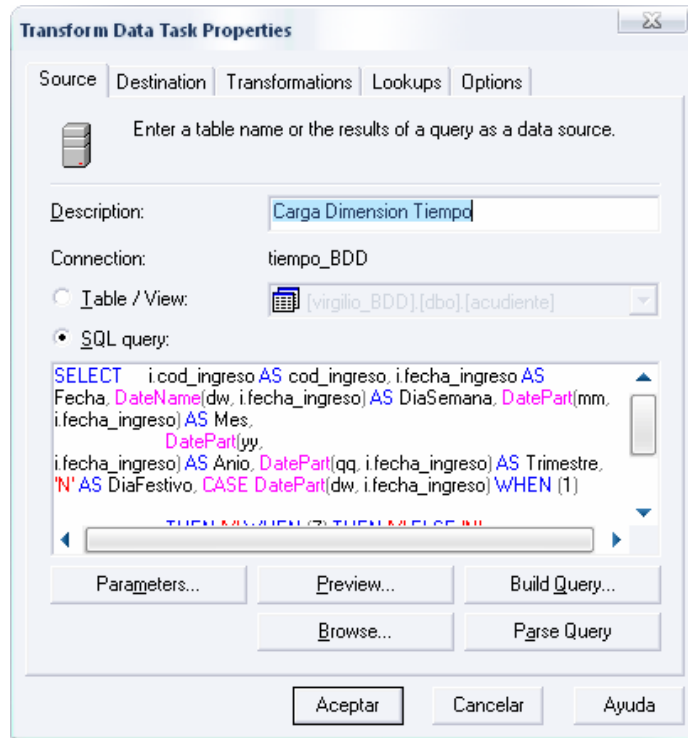 Transform Data Task Properties
Source Destination Transformations Lookups Options
Enter a table name or the results of a query as a data source.
Description: Carga Dimension Tiempo
Connection: tiempo_BDD
Table / View: [virgilio_BDD].[dbo].[acudiente]
SQL query:
SELECT i.cod_ingreso AS cod_ingreso, i.fecha_ingreso AS
Fecha, DateName(dw, i.fecha_ingreso) AS DiaSemana, DatePart(mm,
i.fecha_ingreso) AS Mes,
DatePart(yy,
i.fecha_ingreso) AS Anio, DatePart(qq, i.fecha_ingreso) AS Trimestre,
'N' AS DiaFestivo, CASE DatePart(dw, i.fecha_ingreso) WHEN (1)
Parameters... Preview... Build Query...
Browse... Parse Query
Aceptar Cancelar Ayuda